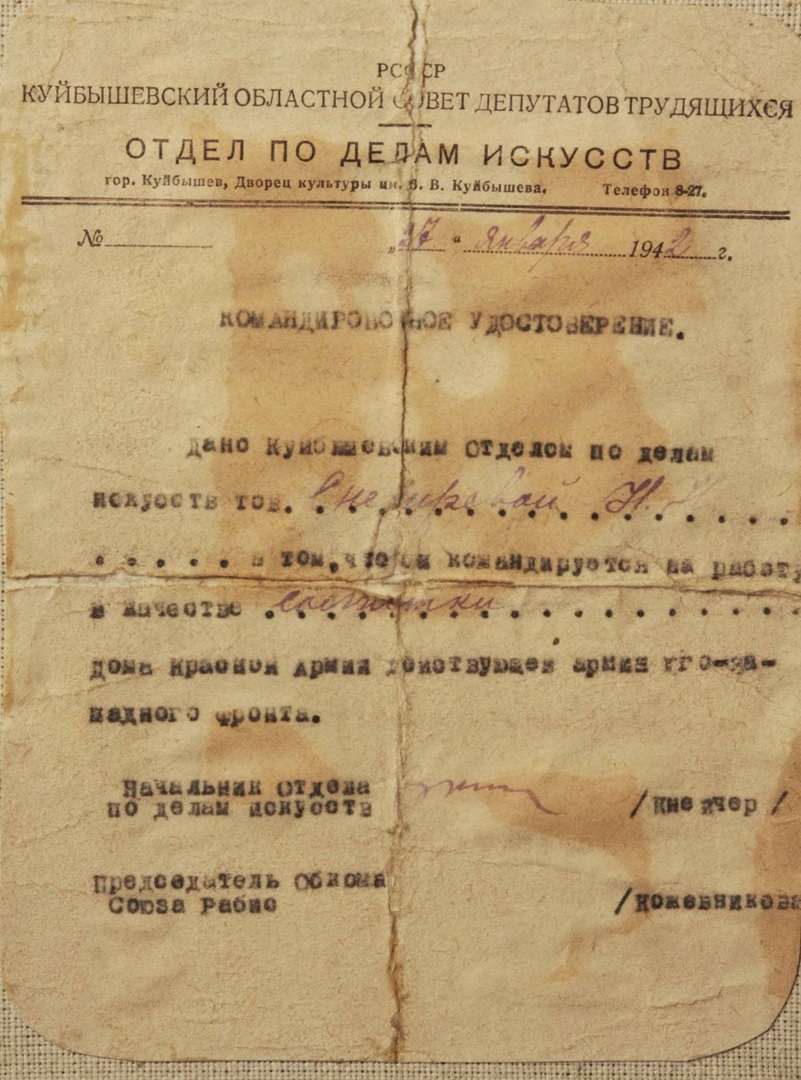 РСФСР
КУЙБЫШЕВСКИЙ ОБЛАСТНОЙ СОВЕТ ДЕПУТАТОВ ТРУДЯЩИХСЯ
ОТДЕЛ ПО ДЕЛАМ ИСКУССТВ
гор. Куйбышев, Дворец культуры им. В. В. Куйбышева. Телефон 8-27.
№ „27“ января 1942 г.
КОМАНДИРОВОЧНОЕ УДОСТОВЕРЕНИЕ.
Дано Куйбышевским отделом по делам
искусств тов. Н.
в том, что командируется на работу
в качестве солистки
дома красной армии действующей армии Юго-За-
падного фронта.
Начальник отдела
по делам искусств /Кнейчер/
Председатель Обкома
Союза Рабис /Кожевникова